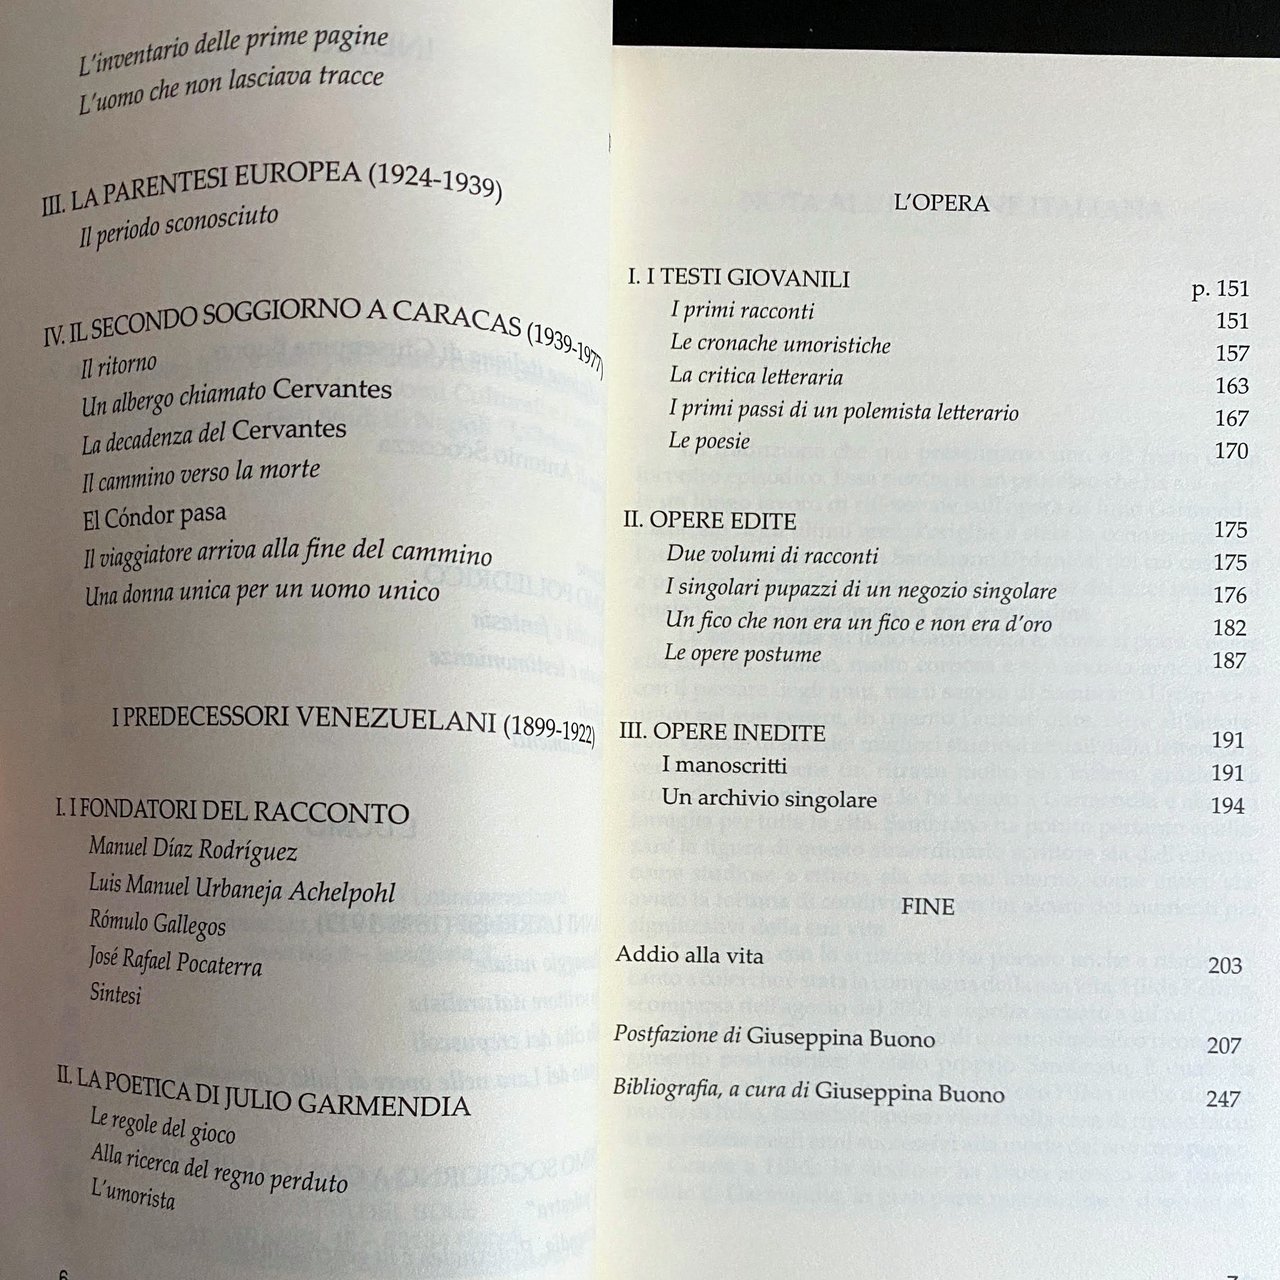 L'inventario delle prime pagine
L'uomo che non lasciava tracce
III. LA PARENTESI EUROPEA (1924-1939)
Il periodo sconosciuto
IV. IL SECONDO SOGGIORNO A CARACAS (1939-1977)
Il ritorno
Un albergo chiamato Cervantes
La decadenza del Cervantes
Il cammino verso la morte
El Cóndor pasa
Il viaggiatore arriva alla fine del cammino
Una donna unica per un uomo unico
I PREDECESSORI VENEZUELANI (1899-1922)
I. I FONDATORI DEL RACCONTO
Manuel Díaz Rodríguez
Luis Manuel Urbaneja Achelpohl
Rómulo Gallegos
José Rafael Pocaterra
Sintesi
II. LA POETICA DI JULIO GARMENDIA
Le regole del gioco
Alla ricerca del regno perduto
L'umorista
6
L'OPERA
I. I TESTI GIOVANILI p. 151
I primi racconti 151
Le cronache umoristiche 157
La critica letteraria 163
I primi passi di un polemista letterario 167
Le poesie 170
II. OPERE EDITE 175
Due volumi di racconti 175
I singolari pupazzi di un negozio singolare 176
Un fico che non era un fico e non era d'oro 182
Le opere postume 187
III. OPERE INEDITE 191
I manoscritti 191
Un archivio singolare 194
FINE
Addio alla vita 203
Postfazione di Giuseppina Buono 207
Bibliografia, a cura di Giuseppina Buono 247